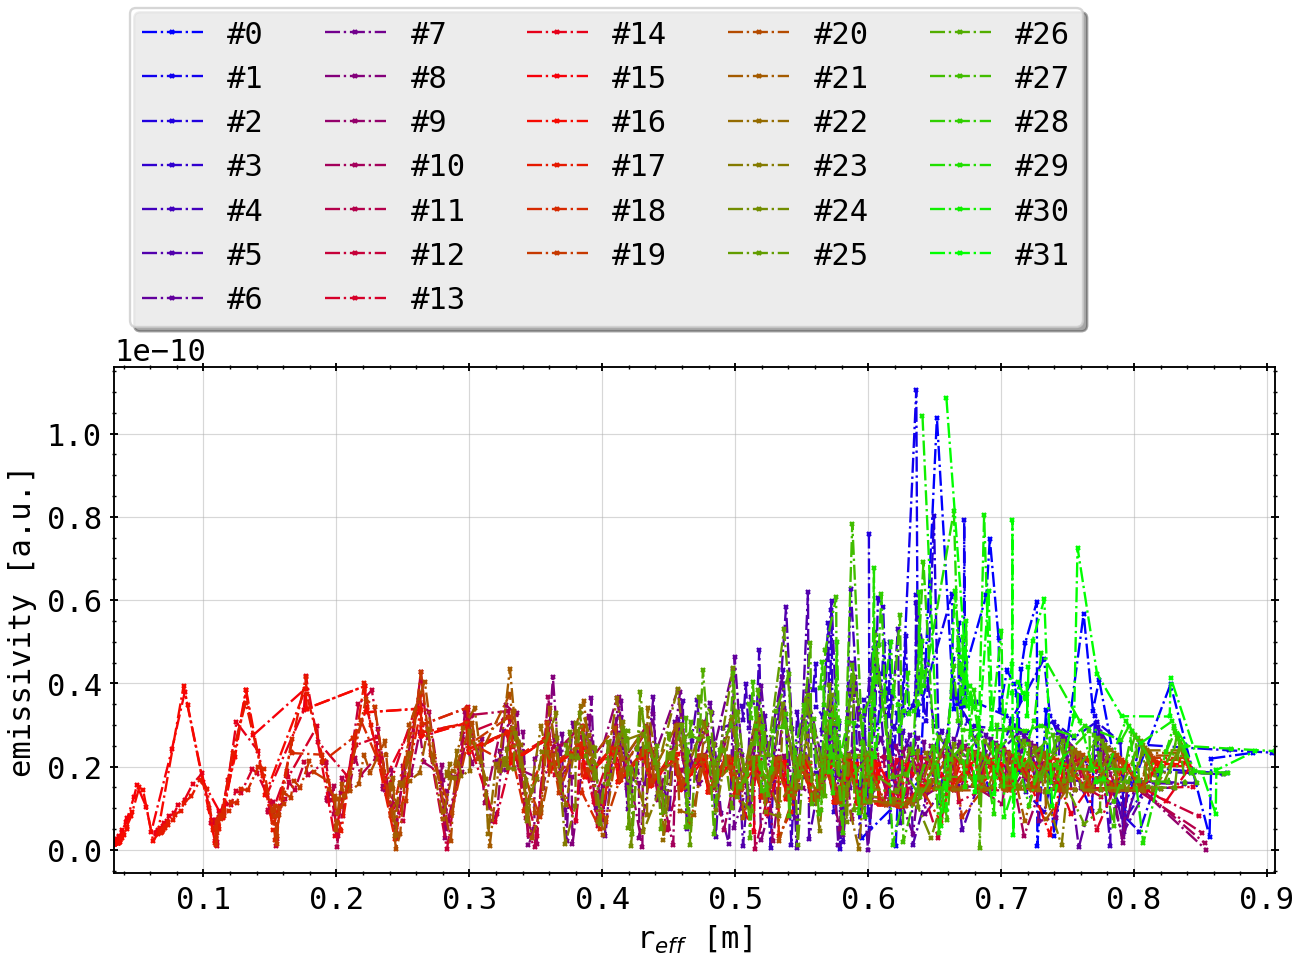 #0 #7 #14 #20 #26
#1 #8 #15 #21 #27
#2 #9 #16 #22 #28
#3 #10 #17 #23 #29
#4 #11 #18 #24 #30
#5 #12 #19 #25 #31
#6 #13
1e−10
1.0
0.8
0.6
0.4
0.2
0.0
emissivity [a.u.]
0.1 0.2 0.3 0.4 0.5 0.6 0.7 0.8 0.9
r_eff [m]